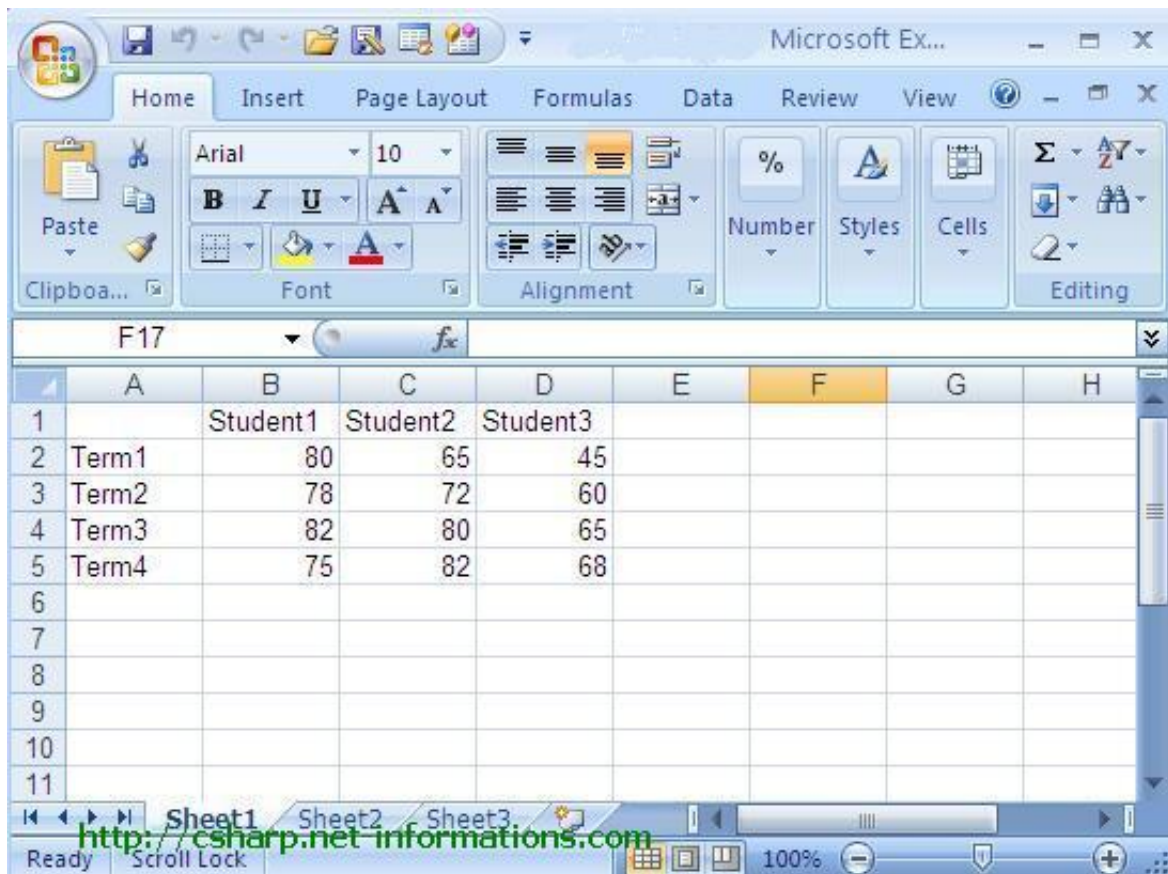 Microsoft Ex...
Home Insert Page Layout Formulas Data Review View
Arial 10
B I U A A
Paste A
% A Σ A Z
Number Styles Cells
Clipboa... Font Alignment Editing
F17 fx
A B C D E F G H
1 Student1 Student2 Student3
2 Term1 80 65 45
3 Term2 78 72 60
4 Term3 82 80 65
5 Term4 75 82 68
6
7
8
9
10
11
Sheet1 Sheet2 Sheet3
http://csharp.net-informations.com
Ready Scroll Lock 100%